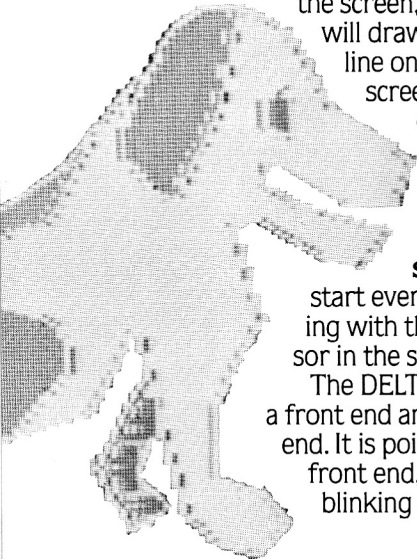 the screen,
will draw
line on
scree
s
start ever
ing with th
sor in the s
The DELT
a front end an
end. It is poi
front end.
blinking